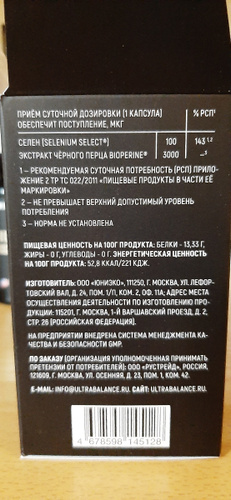 ПРИЁМ СУТОЧНОЙ ДОЗИРОВКИ (1 КАПСУЛА)
ОБЕСПЕЧИТ ПОСТУПЛЕНИЕ, МКГ
% РСП¹
СЕЛЕН (SELENIUM SELECT®) 100 143 ¹,²
ЭКСТРАКТ ЧЁРНОГО ПЕРЦА BIOPERINE® 3000 –³
1 – РЕКОМЕНДУЕМАЯ СУТОЧНАЯ ПОТРЕБНОСТЬ (РСП) ПРИЛО-
ЖЕНИЕ 2 ТР ТС 022/2011 «ПИЩЕВЫЕ ПРОДУКТЫ В ЧАСТИ ЕЁ
МАРКИРОВКИ»
2 – НЕ ПРЕВЫШАЕТ ВЕРХНИЙ ДОПУСТИМЫЙ УРОВЕНЬ
ПОТРЕБЛЕНИЯ
3 – НОРМА НЕ УСТАНОВЛЕНА
ПИЩЕВАЯ ЦЕННОСТЬ НА 100Г ПРОДУКТА: БЕЛКИ - 13,33 Г,
ЖИРЫ - 0 Г, УГЛЕВОДЫ - 0 Г. ЭНЕРГЕТИЧЕСКАЯ ЦЕННОСТЬ
НА 100Г ПРОДУКТА: 52,8 ККАЛ/221 КДЖ.
ИЗГОТОВИТЕЛЬ: ООО «ЮНИЭКО», 111250, Г. МОСКВА, УЛ. ЛЕФОР-
ТОВСКИЙ ВАЛ, Д. 24, ПОМ. 1/П, КОМ. 2, ОФ. 11А; АДРЕС МЕСТА
ОСУЩЕСТВЛЕНИЯ ДЕЯТЕЛЬНОСТИ ПО ИЗГОТОВЛЕНИЮ ПРО-
ДУКЦИИ: 115201, Г. МОСКВА, 1-Й ВАРШАВСКИЙ ПРОЕЗД, Д. 2,
СТР. 26 (РОССИЙСКАЯ ФЕДЕРАЦИЯ).
НА ПРЕДПРИЯТИИ ВНЕДРЕНА СИСТЕМА МЕНЕДЖМЕНТА КАЧЕ-
СТВА И БЕЗОПАСНОСТИ GMP.
ПО ЗАКАЗУ (ОРГАНИЗАЦИЯ УПОЛНОМОЧЕННАЯ ПРИНИМАТЬ
ПРЕТЕНЗИИ ОТ ПОТРЕБИТЕЛЕЙ): ООО «РУСТРЕЙД», РОССИЯ,
121609, Г. МОСКВА, УЛ. ОСЕННЯЯ, Д. 23, ПОМ. 1, КОМ. 42.
E-MAIL: INFO@ULTRABALANCE.RU. САЙТ: ULTRABALANCE.RU
4 678598 145128